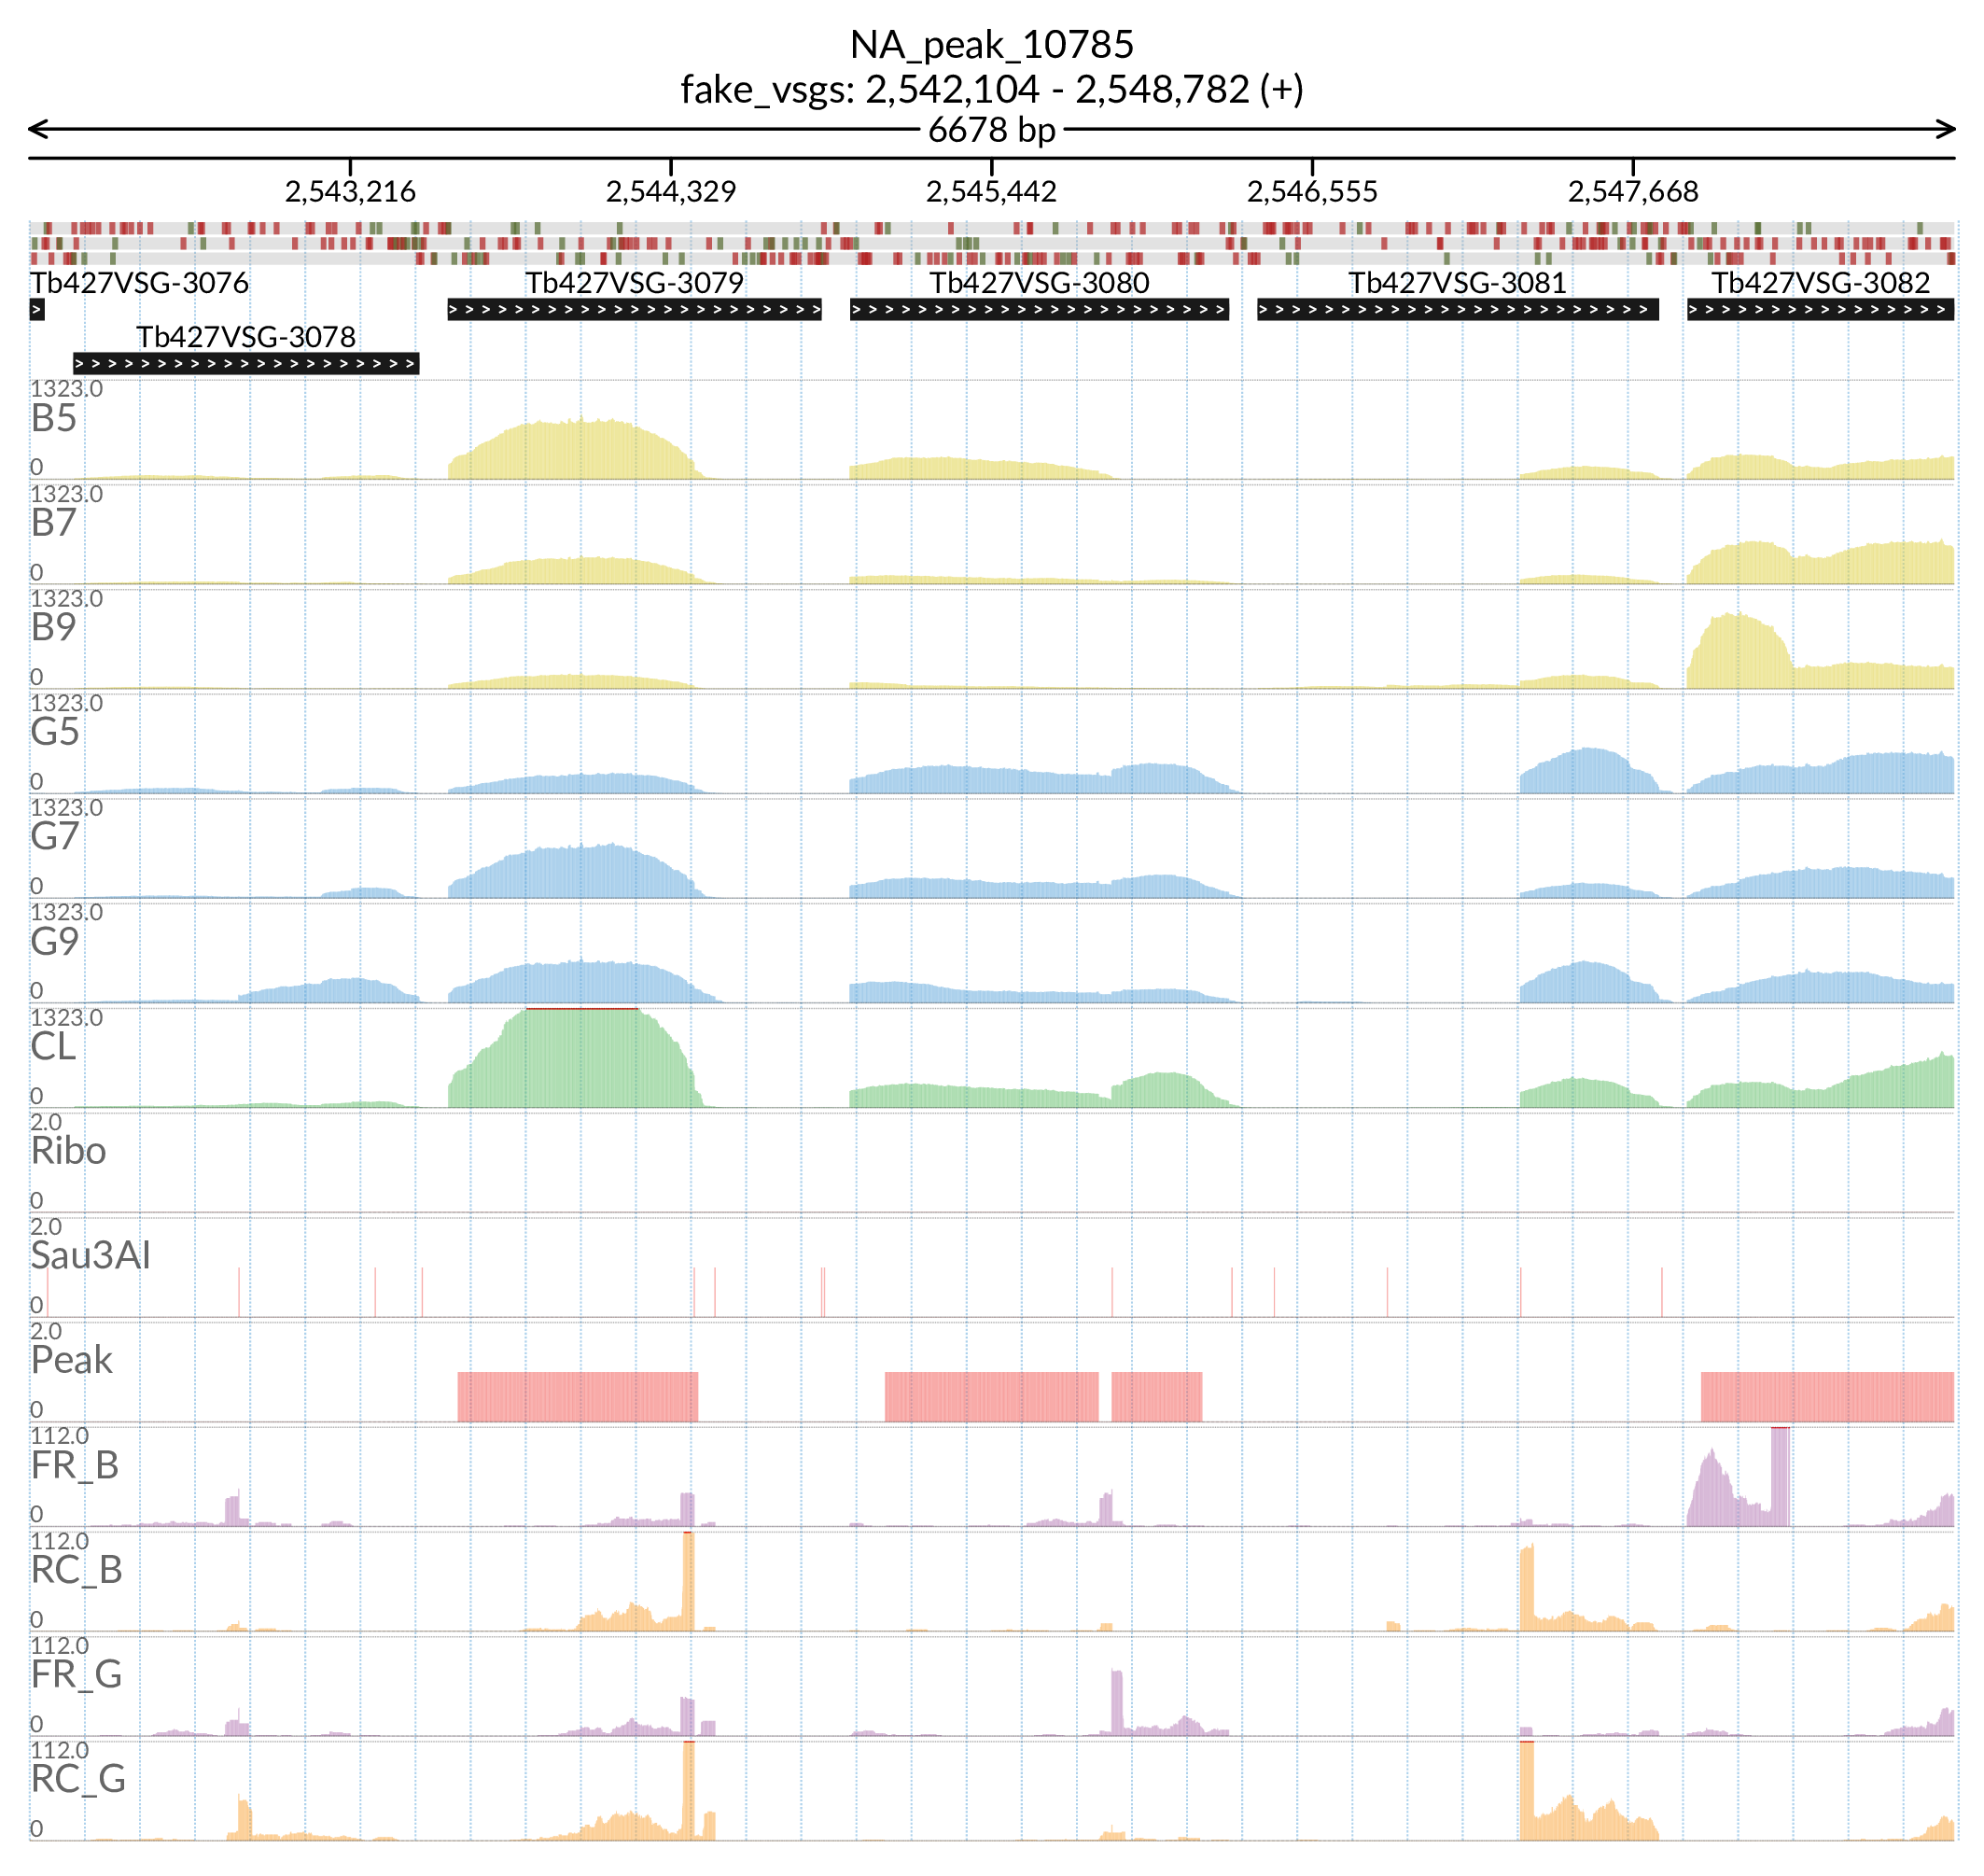 NA_peak_10785
fake_vsgs: 2,542,104 - 2,548,782 (+)
6678 bp
2,543,216 2,544,329 2,545,442 2,546,555 2,547,668
Tb427VSG-3076 Tb427VSG-3079 Tb427VSG-3080 Tb427VSG-3081 Tb427VSG-3082
Tb427VSG-3078
1323.0
B5
0
1323.0
B7
0
1323.0
B9
0
1323.0
G5
0
1323.0
G7
0
1323.0
G9
0
1323.0
CL
0
2.0
Ribo
0
2.0
Sau3AI
0
2.0
Peak
0
112.0
FR_B
0
112.0
RC_B
0
112.0
FR_G
0
112.0
RC_G
0